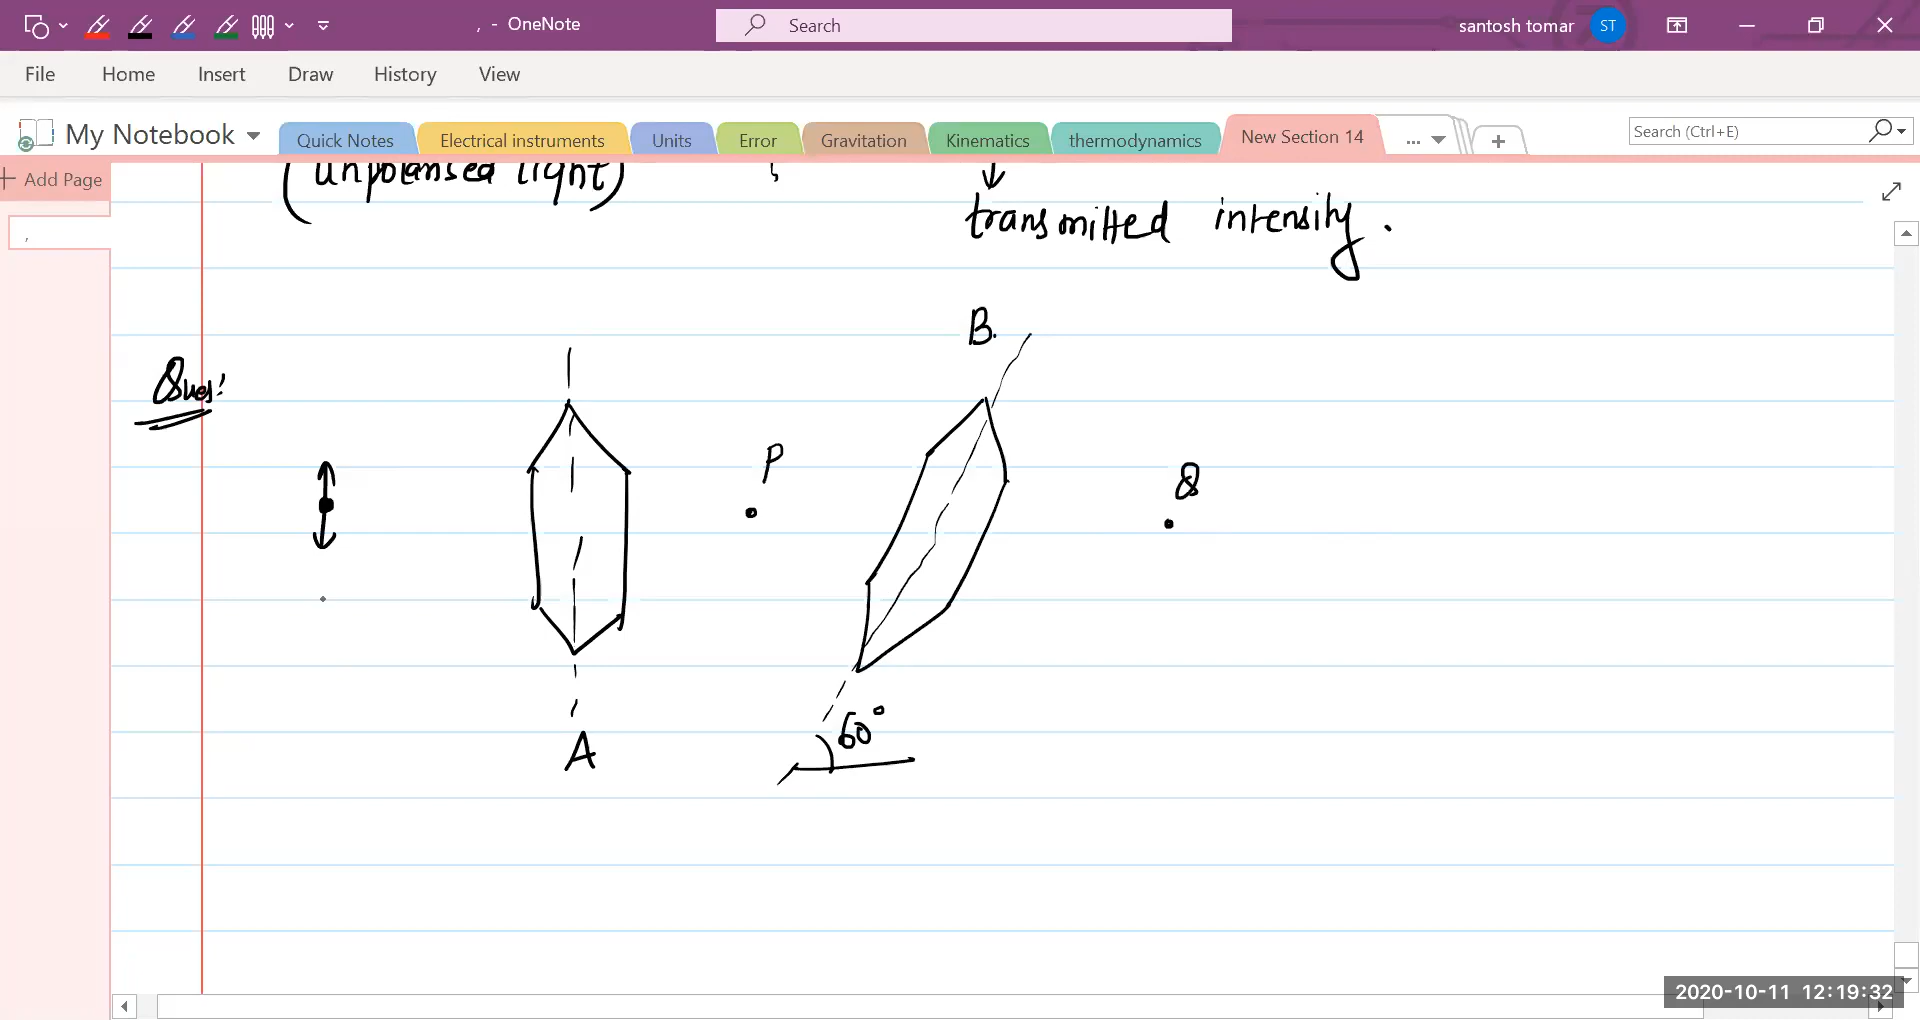 , - OneNote
Search
santosh tomar ST
File Home Insert Draw History View
My Notebook
Quick Notes Electrical instruments Units Error Gravitation Kinematics thermodynamics New Section 14 ... +
Search (Ctrl+E)
+ Add Page
,
(unpolarised light)
transmitted intensity.
B.
Ques:
P
Q
60°
A
2020-10-11 12:19:32